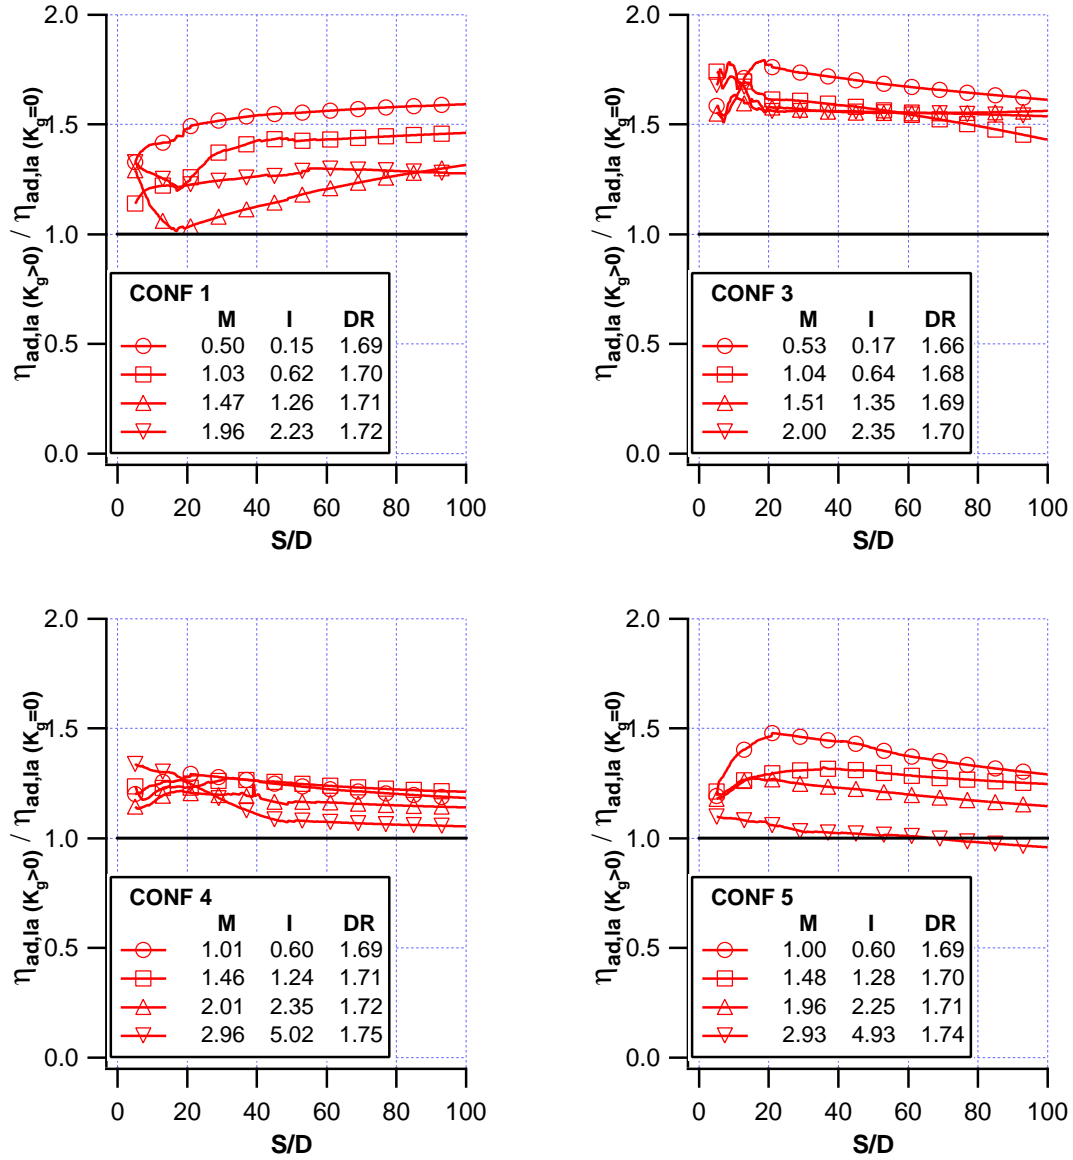 2.0
1.5
1.0
0.5
0.0
ηad,la (Kg>0) / ηad,la (Kg=0)
CONF 1
M I DR
0.50 0.15 1.69
1.03 0.62 1.70
1.47 1.26 1.71
1.96 2.23 1.72
0 20 40 60 80 100
S/D
2.0
1.5
1.0
0.5
0.0
ηad,la (Kg>0) / ηad,la (Kg=0)
CONF 3
M I DR
0.53 0.17 1.66
1.04 0.64 1.68
1.51 1.35 1.69
2.00 2.35 1.70
0 20 40 60 80 100
S/D
2.0
1.5
1.0
0.5
0.0
ηad,la (Kg>0) / ηad,la (Kg=0)
CONF 4
M I DR
1.01 0.60 1.69
1.46 1.24 1.71
2.01 2.35 1.72
2.96 5.02 1.75
0 20 40 60 80 100
S/D
2.0
1.5
1.0
0.5
0.0
ηad,la (Kg>0) / ηad,la (Kg=0)
CONF 5
M I DR
1.00 0.60 1.69
1.48 1.28 1.70
1.96 2.25 1.71
2.93 4.93 1.74
0 20 40 60 80 100
S/D